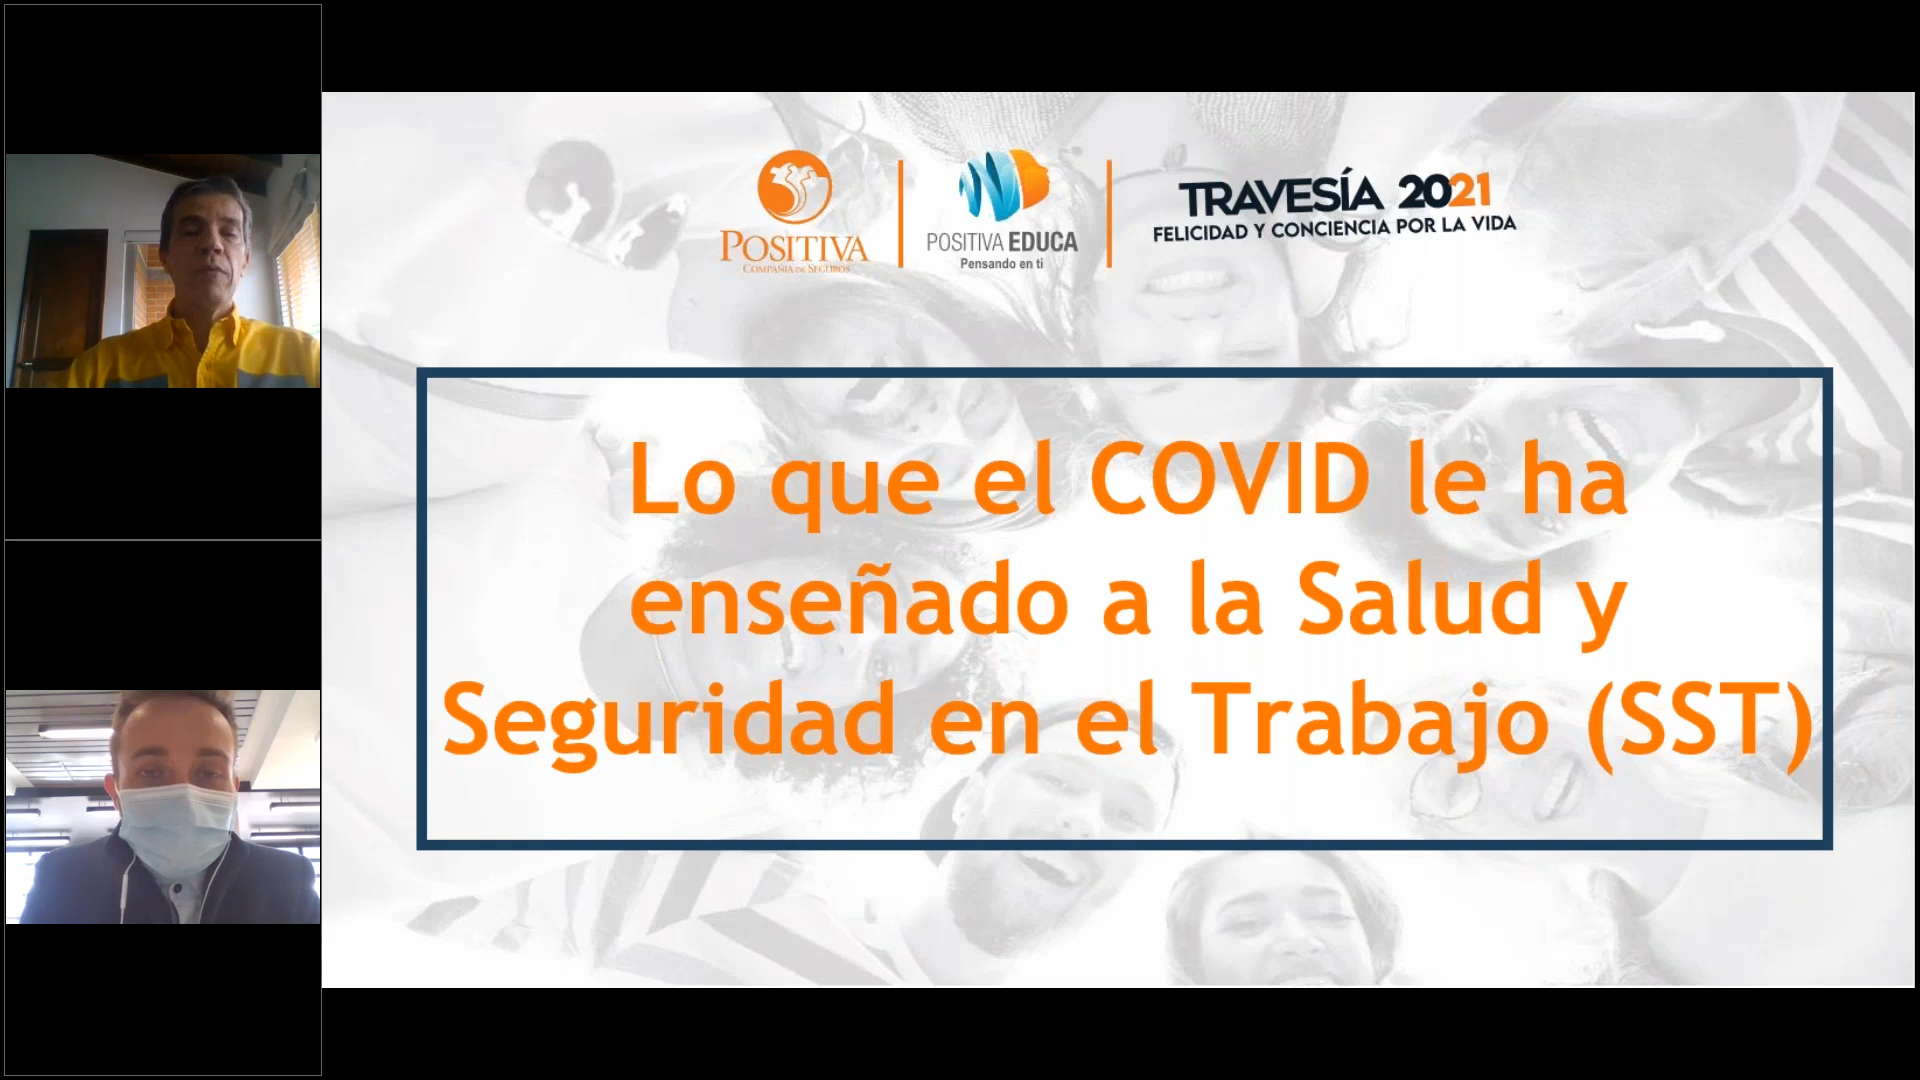 POSITIVA
COMPAÑÍA DE SEGUROS
POSITIVA EDUCA
Pensando en ti
TRAVESÍA 2021
FELICIDAD Y CONCIENCIA POR LA VIDA
Lo que el COVID le ha
enseñado a la Salud y
Seguridad en el Trabajo (SST)